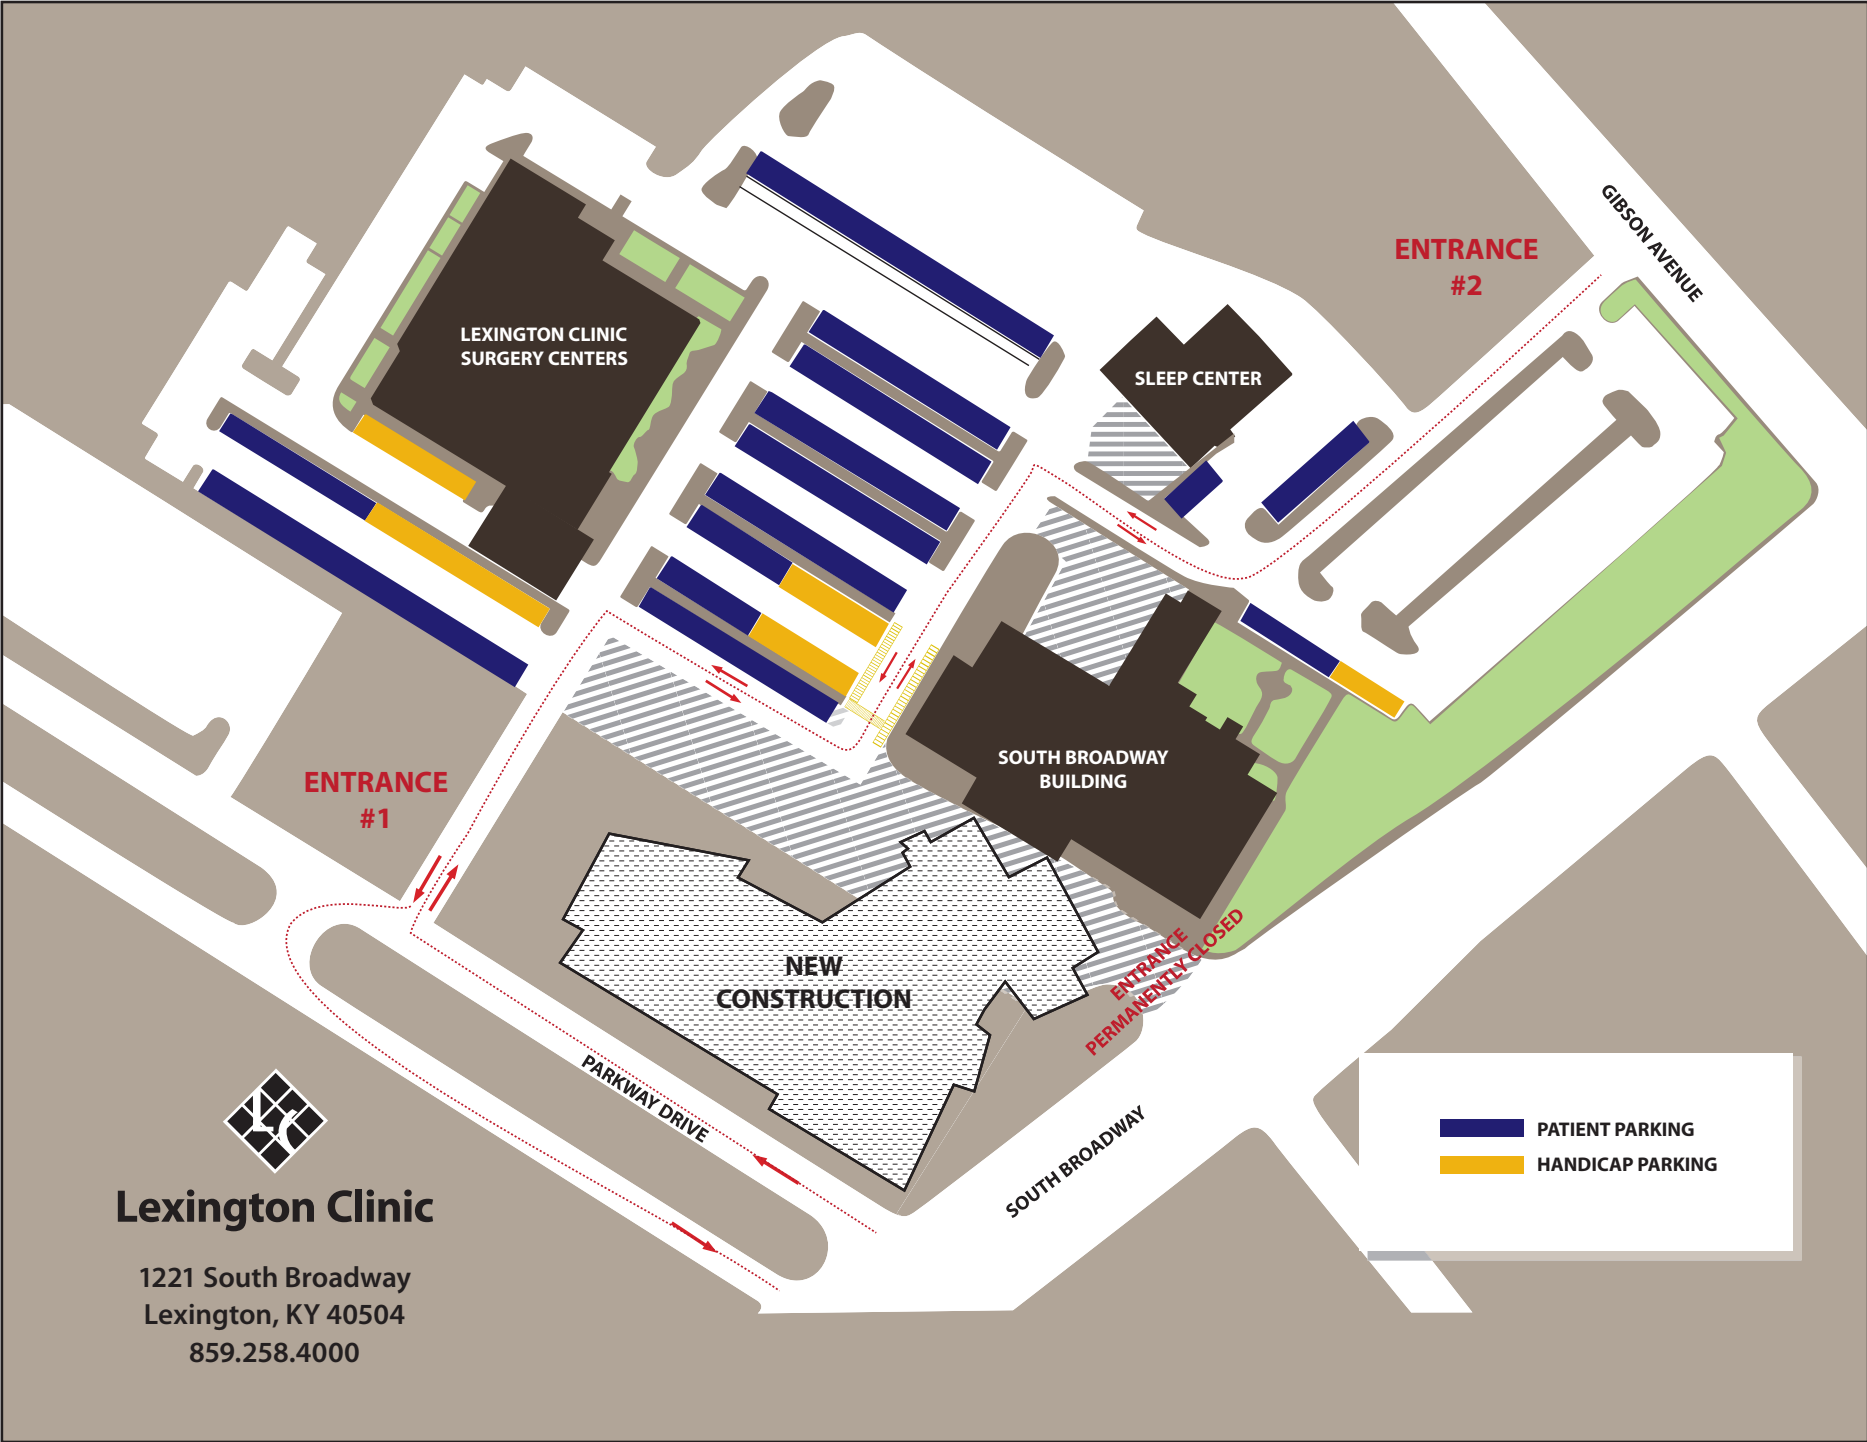 GIBSON AVENUE
ENTRANCE
#2
LEXINGTON CLINIC
SURGERY CENTERS
SLEEP CENTER
SOUTH BROADWAY
BUILDING
ENTRANCE
#1
NEW
CONSTRUCTION
ENTRANCE
PERMANENTLY CLOSED
PARKWAY DRIVE
SOUTH BROADWAY
PATIENT PARKING
HANDICAP PARKING
LC
Lexington Clinic
1221 South Broadway
Lexington, KY 40504
859.258.4000